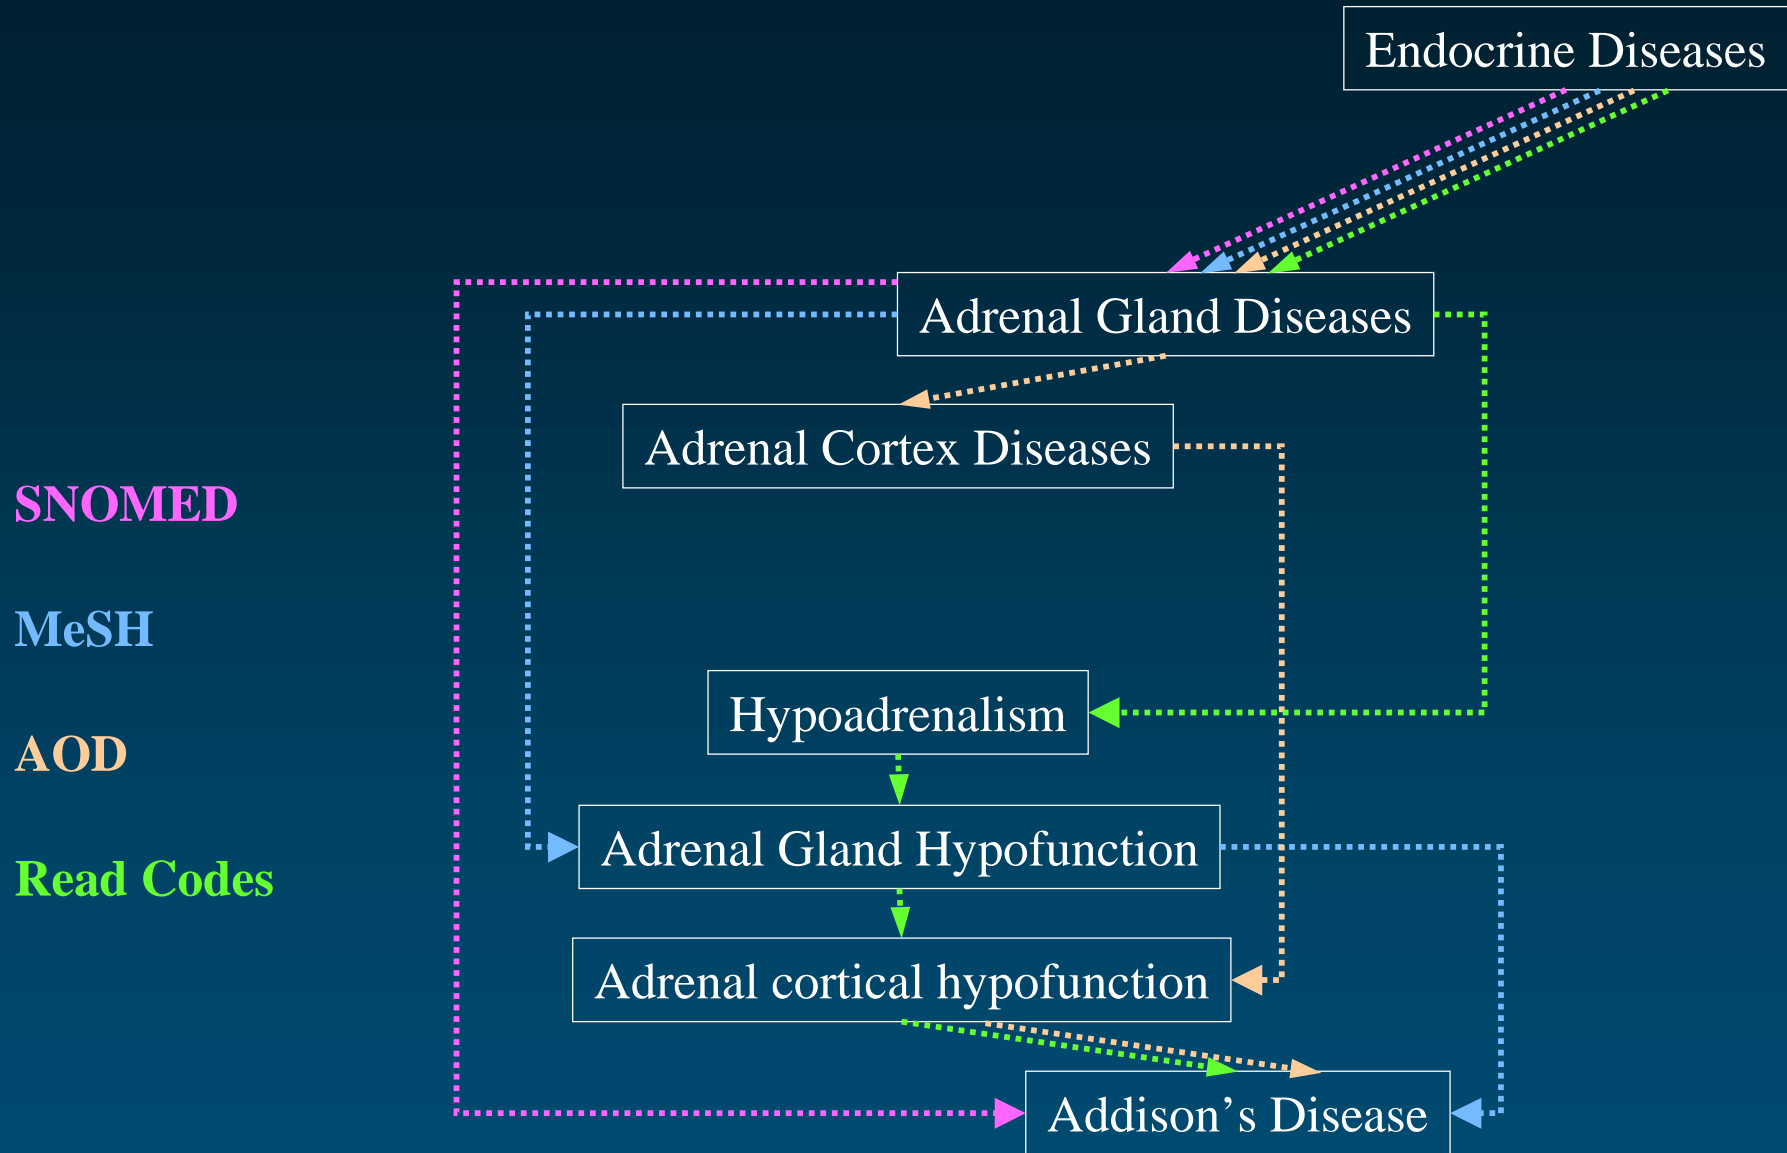 Endocrine Diseases
Adrenal Gland Diseases
Adrenal Cortex Diseases
SNOMED
MeSH
Hypoadrenalism
AOD
Adrenal Gland Hypofunction
Read Codes
Adrenal cortical hypofunction
Addison’s Disease